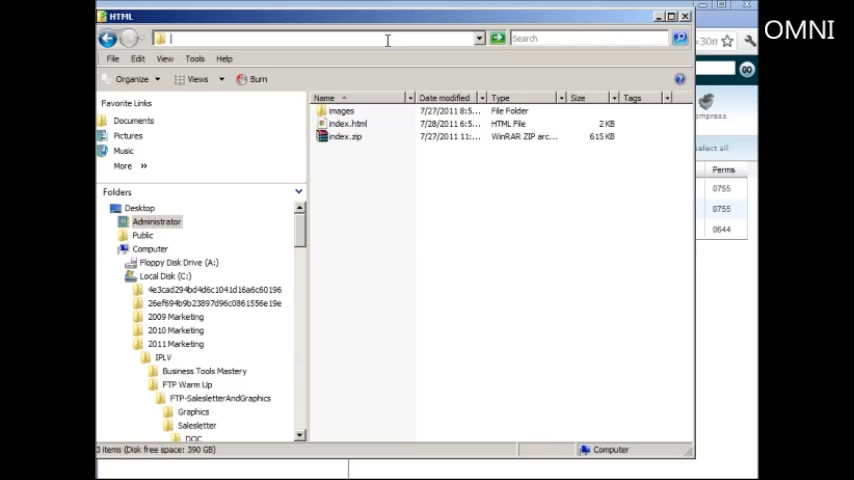 OMNI
HTML
Search
=30m
GO
File Edit View Tools Help
Organize Views Burn
Favorite Links
Documents
Pictures
Music
More »
Folders
Desktop
Administrator
Public
Computer
Floppy Disk Drive (A:)
Local Disk (C:)
4e3cad294bd4d6c1041d16a6c60196
26ef694b9b23897d96c0861556e19e
2009 Marketing
2010 Marketing
2011 Marketing
IPLV
Business Tools Mastery
FTP Warm Up
FTP-SalesletterAndGraphics
Graphics
Salesletter
DOC
Name Date modified Type Size Tags
images 7/27/2011 8:5... File Folder
index.html 7/28/2011 6:5... HTML File 2 KB
index.zip 7/27/2011 11:... WinRAR ZIP arc... 615 KB
3 items (Disk free space: 390 GB)
Computer
ompress
select all
Perms
0755
0755
0644